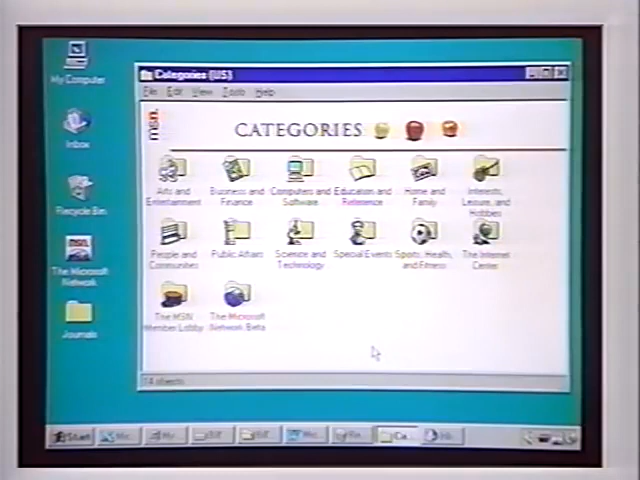 My Computer
Inbox
Recycle Bin
The Microsoft
Network
Journals
Categories (US)
File Edit View Tools Help
msn.
CATEGORIES
Arts and
Entertainment
Business and
Finance
Computers and
Software
Education and
Reference
Home and
Family
Interests,
Leisure, and
Hobbies
People and
Communities
Public Affairs
Science and
Technology
Special Events
Sports, Health,
and Fitness
The Internet
Center
The MSN
Member Lobby
The Microsoft
Network Beta
14 objects
Start